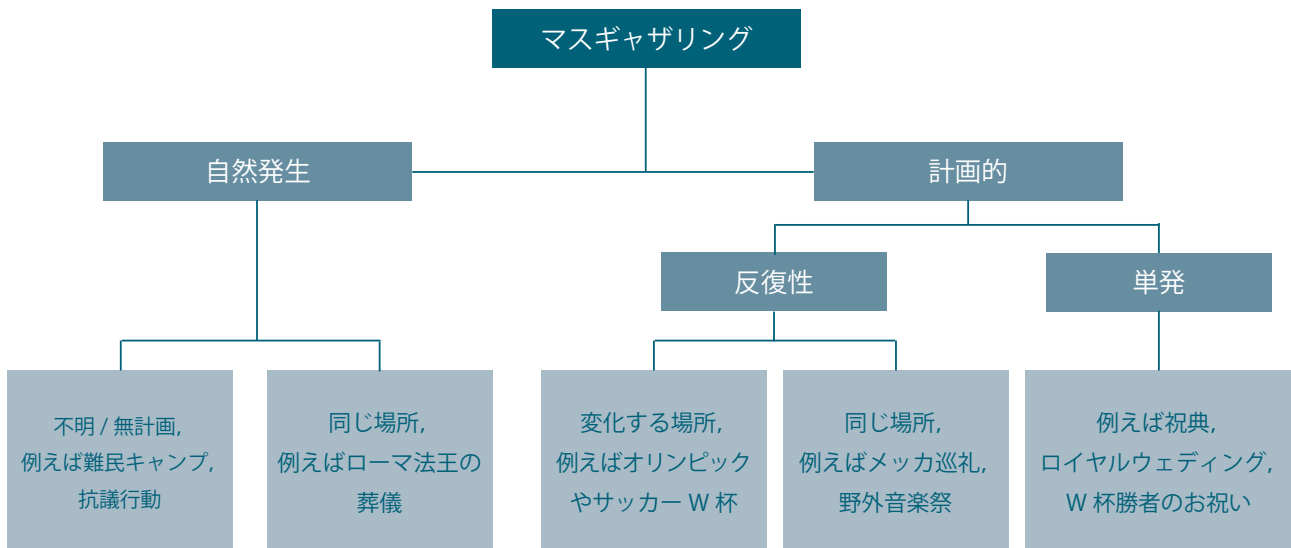 マスギャザリング
自然発生
計画的
反復性
単発
不明 / 無計画,
例えば難民キャンプ,
抗議行動
同じ場所,
例えばローマ法王の
葬儀
変化する場所,
例えばオリンピック
やサッカー W 杯
同じ場所,
例えばメッカ巡礼,
野外音楽祭
例えば祝典,
ロイヤルウェディング,
W 杯勝者のお祝い